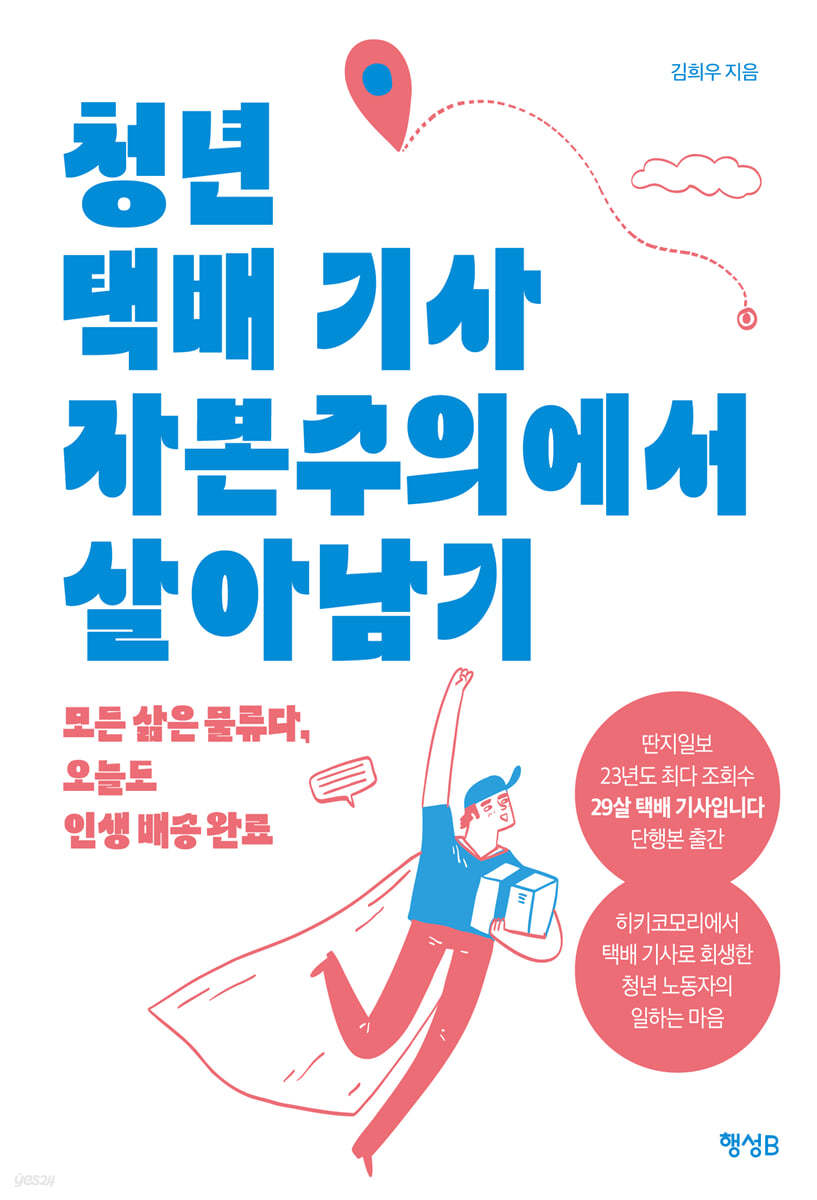 김희우 지음
청년
택배 기사
자본주의에서
살아남기
모든 삶은 물류다,
오늘도
인생 배송 완료
딴지일보
23년도 최다 조회수
29살 택배 기사입니다
단행본 출간
히키코모리에서
택배 기사로 회생한
청년 노동자의
일하는 마음
행성B
yes24